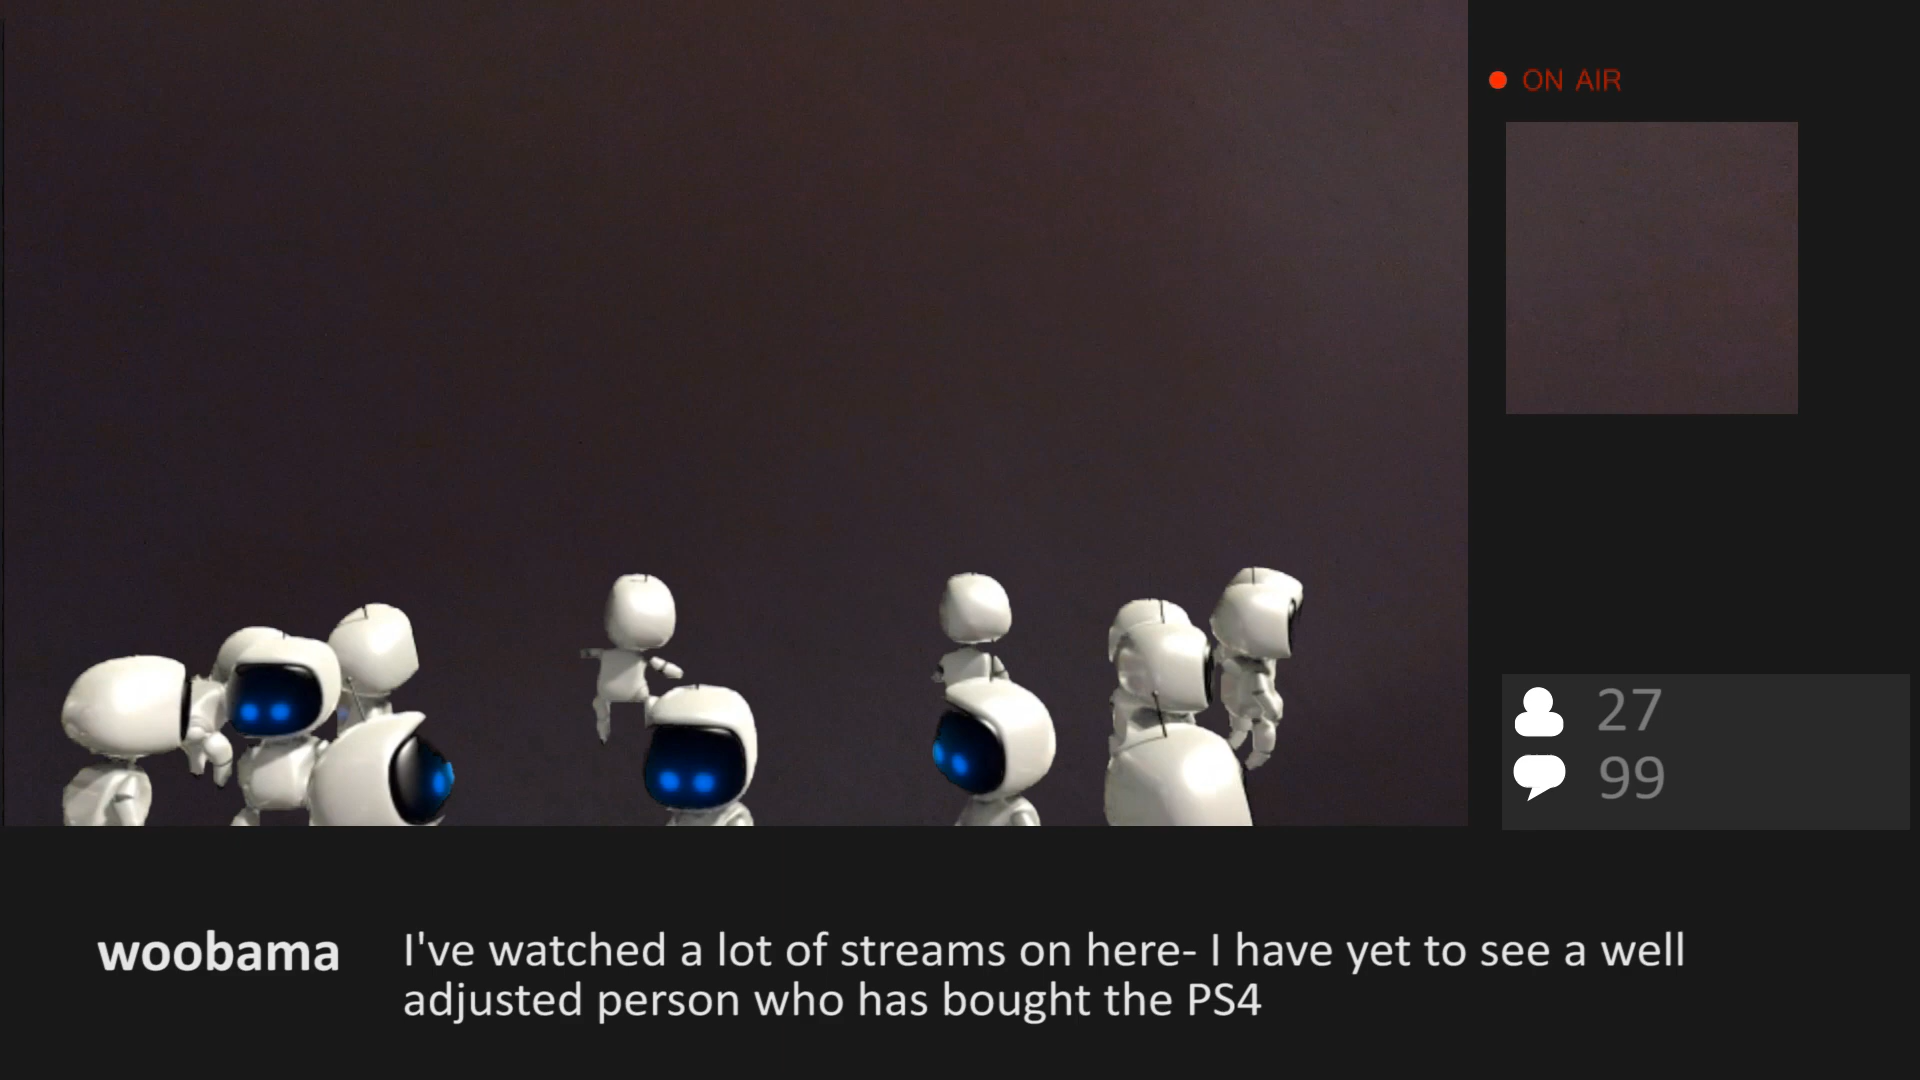 ON AIR
27
99
woobama
I've watched a lot of streams on here- I have yet to see a well
adjusted person who has bought the PS4